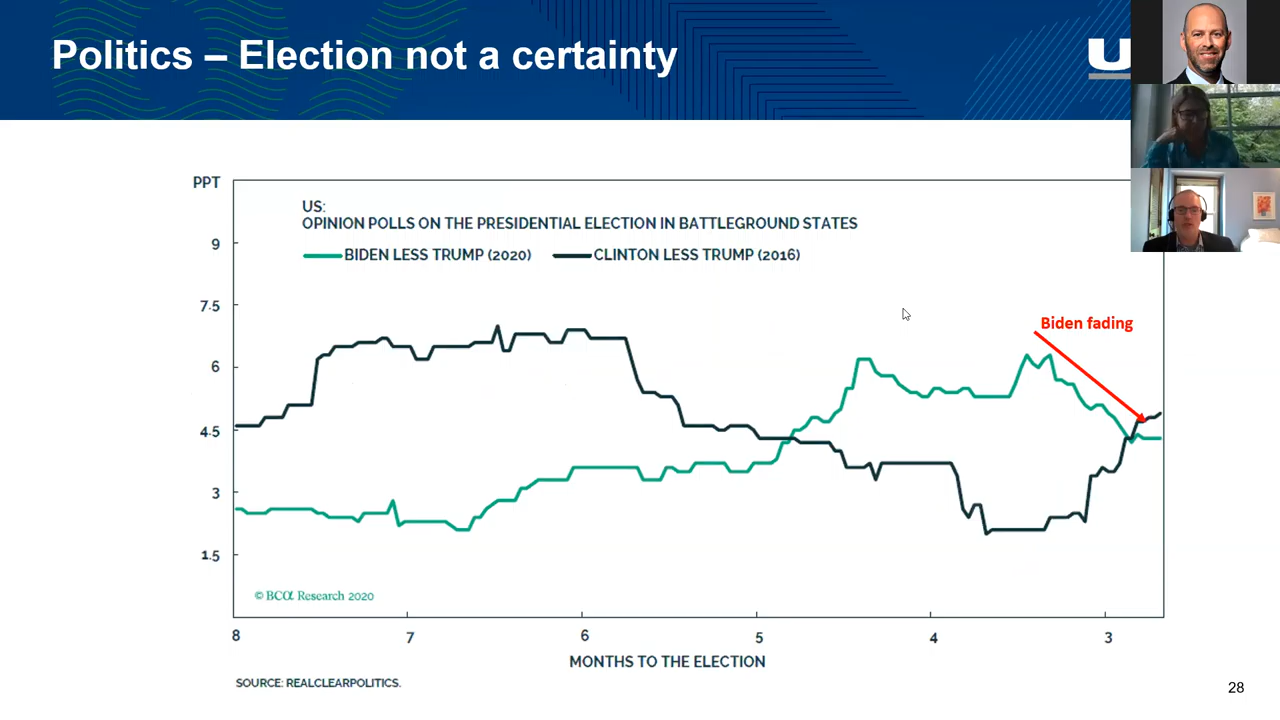 Politics – Election not a certainty
U
PPT
US:
OPINION POLLS ON THE PRESIDENTIAL ELECTION IN BATTLEGROUND STATES
BIDEN LESS TRUMP (2020) CLINTON LESS TRUMP (2016)
9
7.5
6
4.5
3
1.5
Biden fading
© BCα Research 2020
8 7 6 5 4 3
MONTHS TO THE ELECTION
SOURCE: REALCLEARPOLITICS.
28